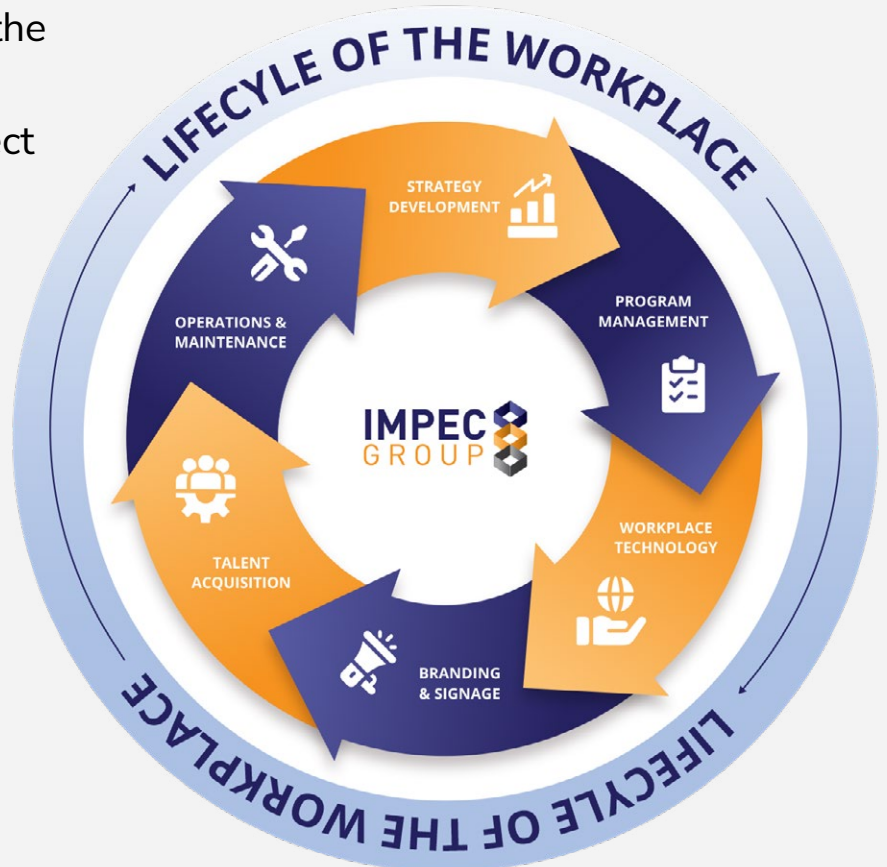 the
ect
LIFECYLE OF THE WORKPLACE
STRATEGY
DEVELOPMENT
PROGRAM
MANAGEMENT
OPERATIONS &
MAINTENANCE
IMPEC
GROUP
WORKPLACE
TECHNOLOGY
TALENT
ACQUISITION
BRANDING
& SIGNAGE
LIFECYLE OF THE WORKPLACE